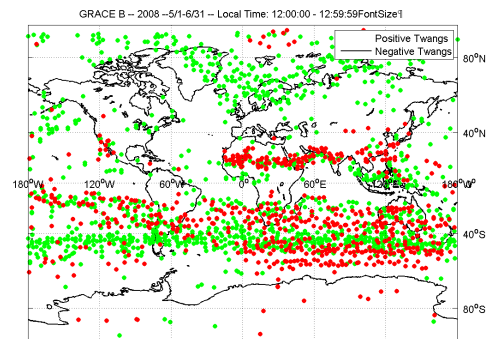 GRACE B -- 2008 --5/1-6/31 -- Local Time: 12:00:00 - 12:59:59FontSize¶
Positive Twangs
Negative Twangs
80°N
40°N
180°W 120°W 60°W 0°E 60°E 180°W
40°S
80°S